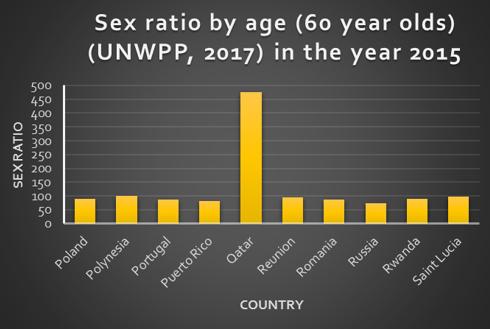 Sex ratio by age (60 year olds)
(UNWPP, 2017) in the year 2015
500
450
400
350
300
250
200
150
100
50
0
SEX RATIO
Poland
Polynesia
Portugal
Puerto Rico
Qatar
Reunion
Romania
Russia
Rwanda
Saint Lucia
COUNTRY